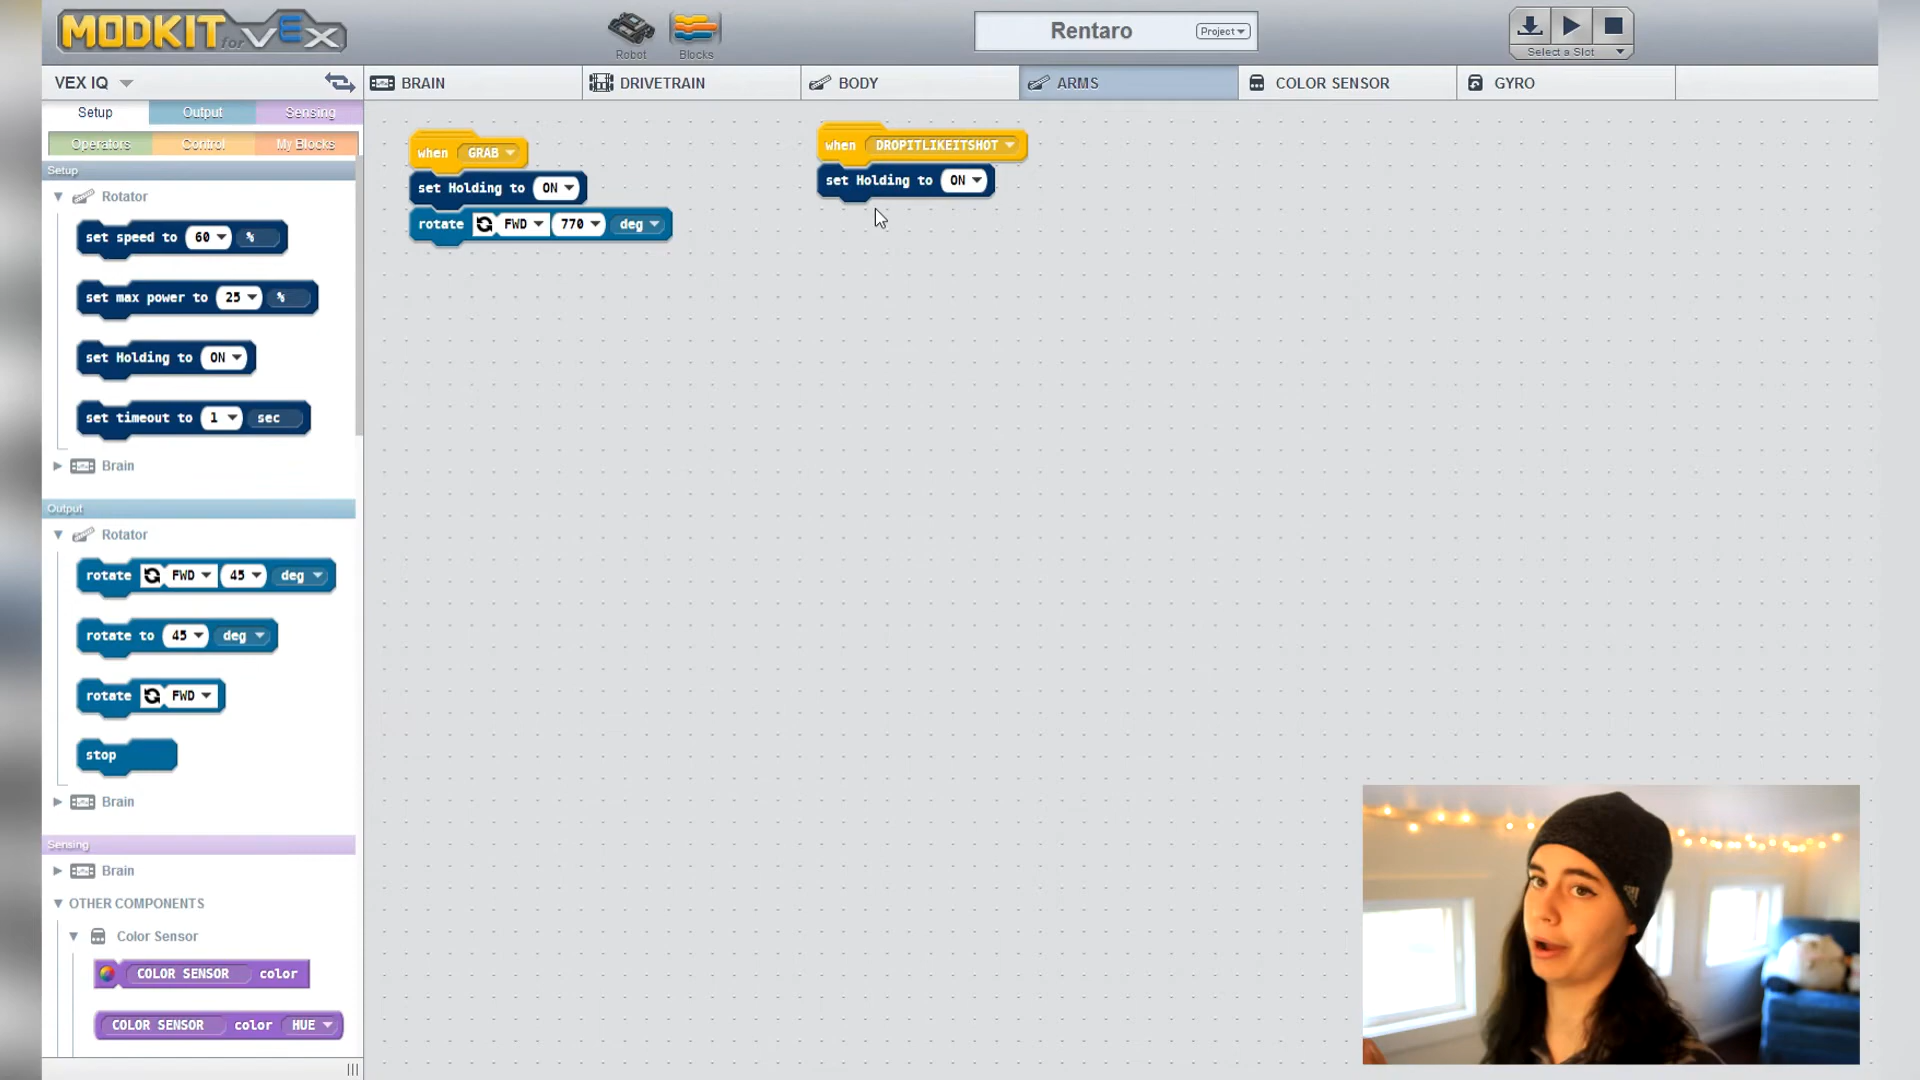 MODKIT for VEX
Robot
Blocks
Rentaro
Project
Select a Slot
VEX IQ
BRAIN
DRIVETRAIN
BODY
ARMS
COLOR SENSOR
GYRO
Setup
Output
Sensing
Operators
Control
My Blocks
Setup
Rotator
set speed to 60 %
set max power to 25 %
set Holding to ON
set timeout to 1 sec
Brain
Output
Rotator
rotate FWD 45 deg
rotate to 45 deg
rotate FWD
stop
Brain
Sensing
Brain
OTHER COMPONENTS
Color Sensor
COLOR SENSOR color
COLOR SENSOR color HUE
when GRAB
set Holding to ON
rotate FWD 770 deg
when DROPITLIKEITSHOT
set Holding to ON